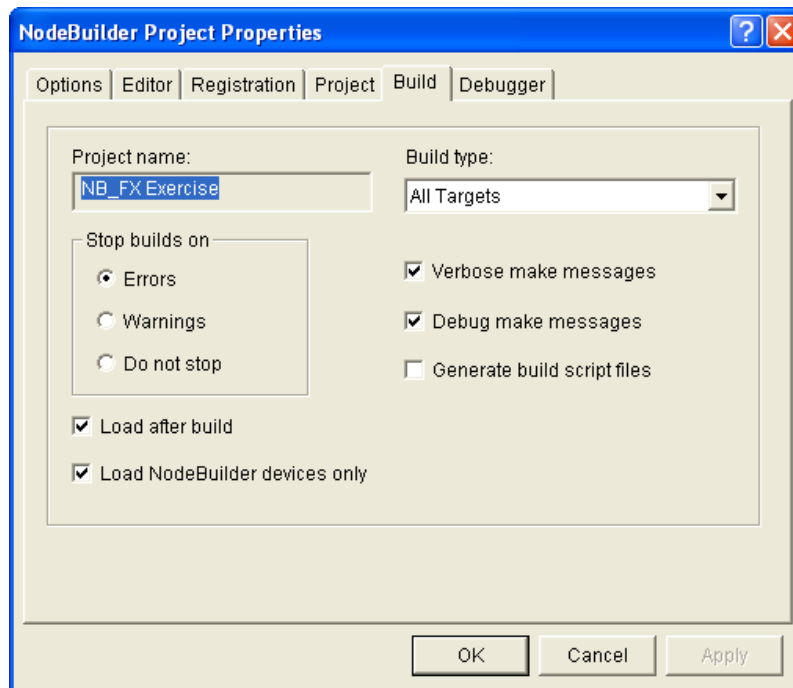 NodeBuilder Project Properties
Options Editor Registration Project Build Debugger
Project name:
NB_FX Exercise
Build type:
All Targets
Stop builds on
Errors
Warnings
Do not stop
Verbose make messages
Debug make messages
Generate build script files
Load after build
Load NodeBuilder devices only
OK Cancel Apply